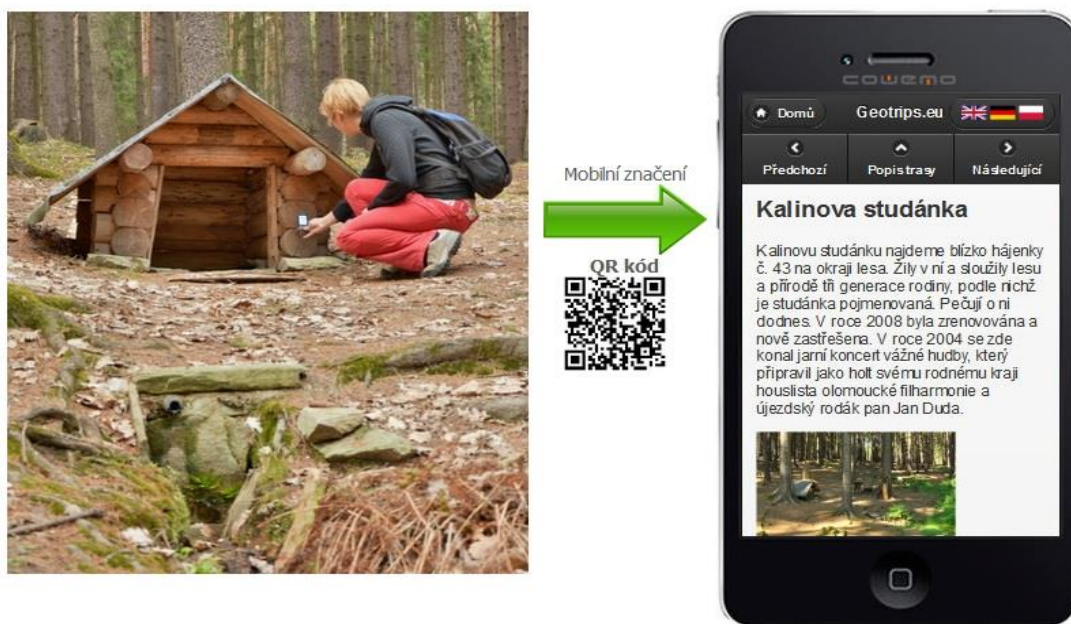 Mobilní značení
QR kód
cowemo
Domů
Geotrips.eu
Předchozí
Popis trasy
Následující
Kalinova studánka
Kalinovu studánku najdeme blízko hájenky
č. 43 na okraji lesa. Žily v ní a sloužily lesu
a přírodě tři generace rodiny, podle nichž
je studánka pojmenovaná. Pečují o ni
dodnes. V roce 2008 byla zrenovována a
nově zastřešena. V roce 2004 se zde
konal jarní koncert vážné hudby, který
připravil jako holt svému rodnému kraji
houslista olomoucké filharmonie a
újezdský rodák pan Jan Duda.